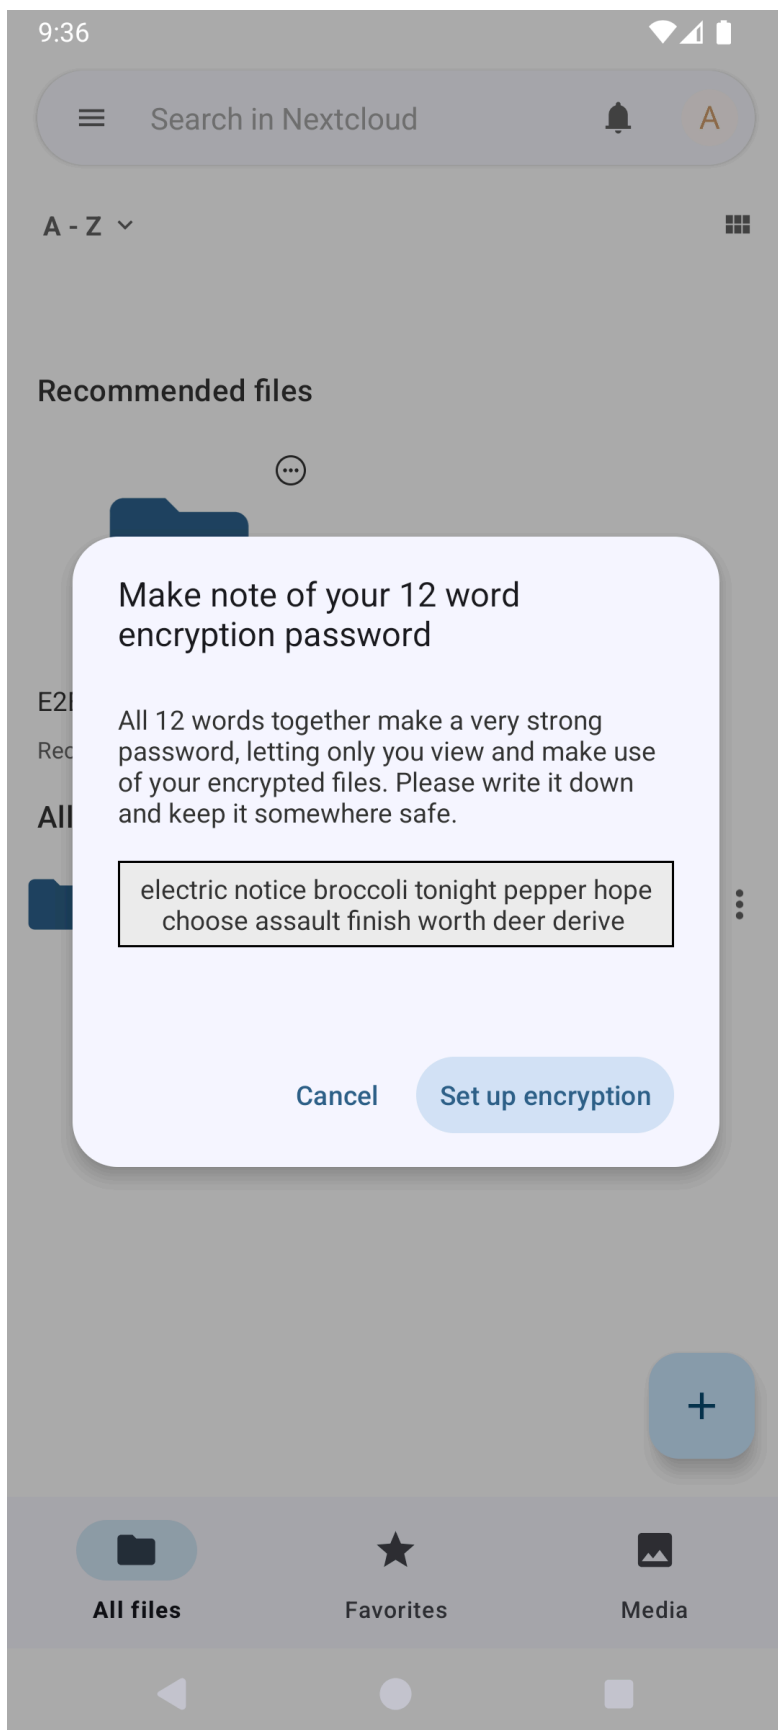 9:36
Search in Nextcloud
A
A - Z
Recommended files
Make note of your 12 word
encryption password
All 12 words together make a very strong
password, letting only you view and make use
of your encrypted files. Please write it down
and keep it somewhere safe.
electric notice broccoli tonight pepper hope
choose assault finish worth deer derive
Cancel
Set up encryption
All
All files
Favorites
Media